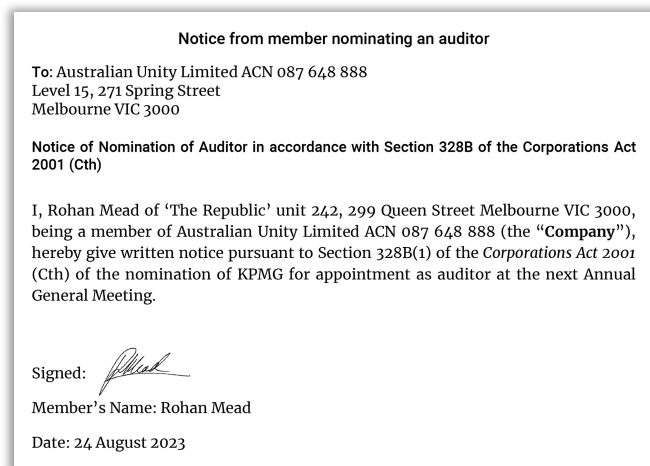 Notice from member nominating an auditor
To: Australian Unity Limited ACN 087 648 888
Level 15, 271 Spring Street
Melbourne VIC 3000
Notice of Nomination of Auditor in accordance with Section 328B of the Corporations Act
2001 (Cth)
I, Rohan Mead of ‘The Republic’ unit 242, 299 Queen Street Melbourne VIC 3000,
being a member of Australian Unity Limited ACN 087 648 888 (the “Company”),
hereby give written notice pursuant to Section 328B(1) of the Corporations Act 2001
(Cth) of the nomination of KPMG for appointment as auditor at the next Annual
General Meeting.
Signed:
Member’s Name: Rohan Mead
Date: 24 August 2023